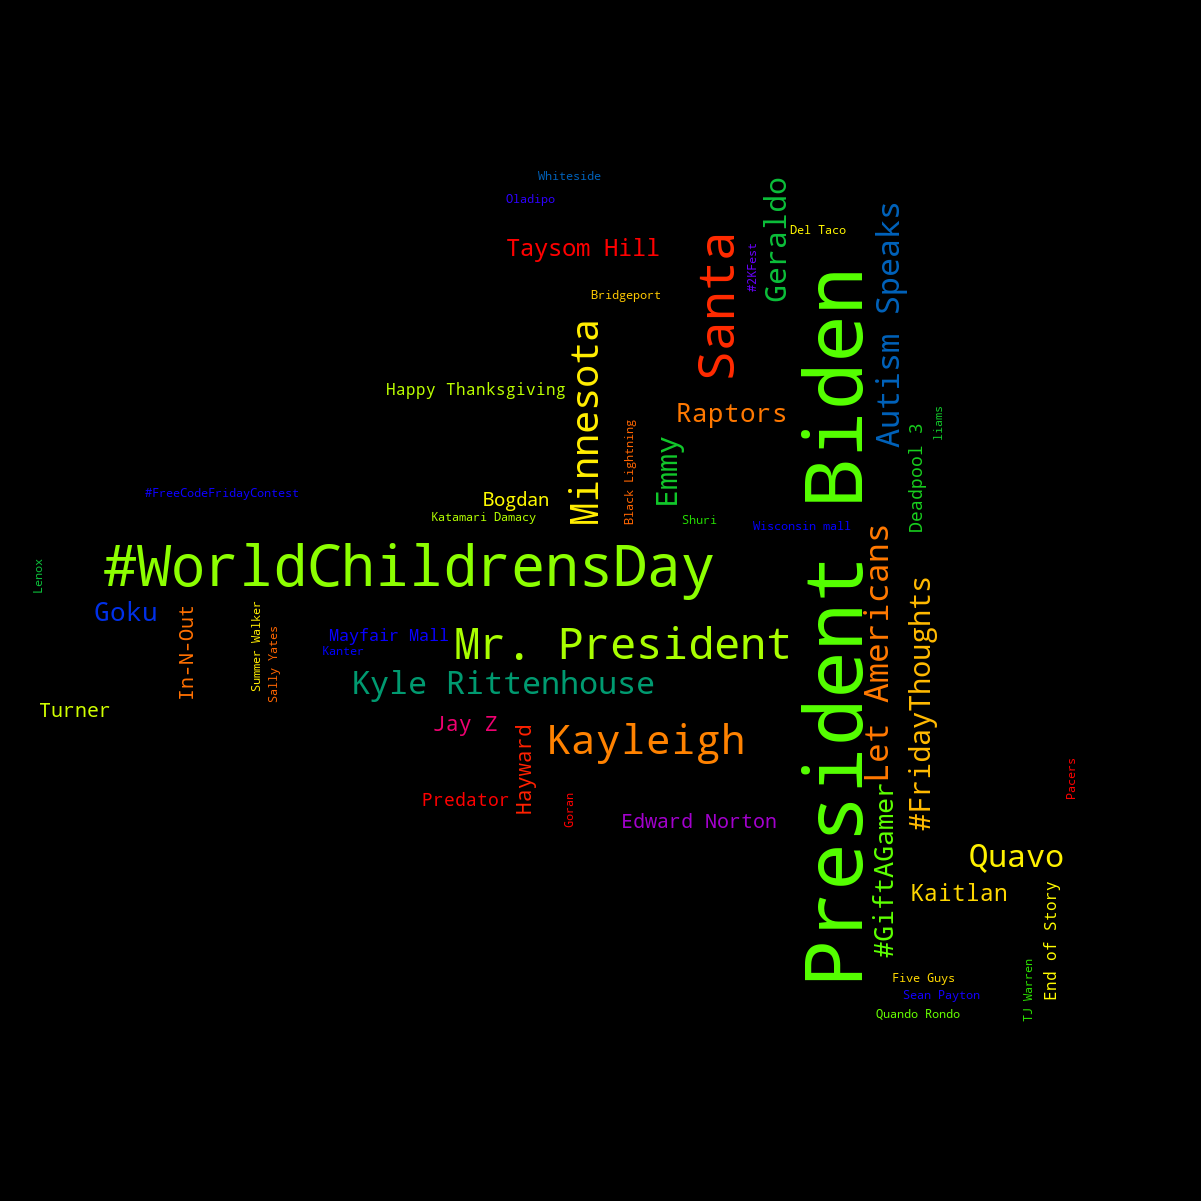 Whiteside
Oladipo
Taysom Hill
Santa
#2KFest
Geraldo
Del Taco
Autism Speaks
Bridgeport
President Biden
Minnesota
Happy Thanksgiving
Raptors
Black Lightning
Emmy
liams
Deadpool 3
#FreeCodeFridayContest
Bogdan
Katamari Damacy
Shuri
Wisconsin mall
#WorldChildrensDay
Let Americans
Lenox
Goku
In-N-Out
Summer Walker
Sally Yates
Mayfair Mall
Kanter
Mr. President
#FridayThoughts
Kyle Rittenhouse
Turner
Jay Z
Hayward
Kayleigh
Pacers
Predator
Goran
Edward Norton
#GiftAGamer
Quavo
Kaitlan
End of Story
Five Guys
Sean Payton
TJ Warren
Quando Rondo